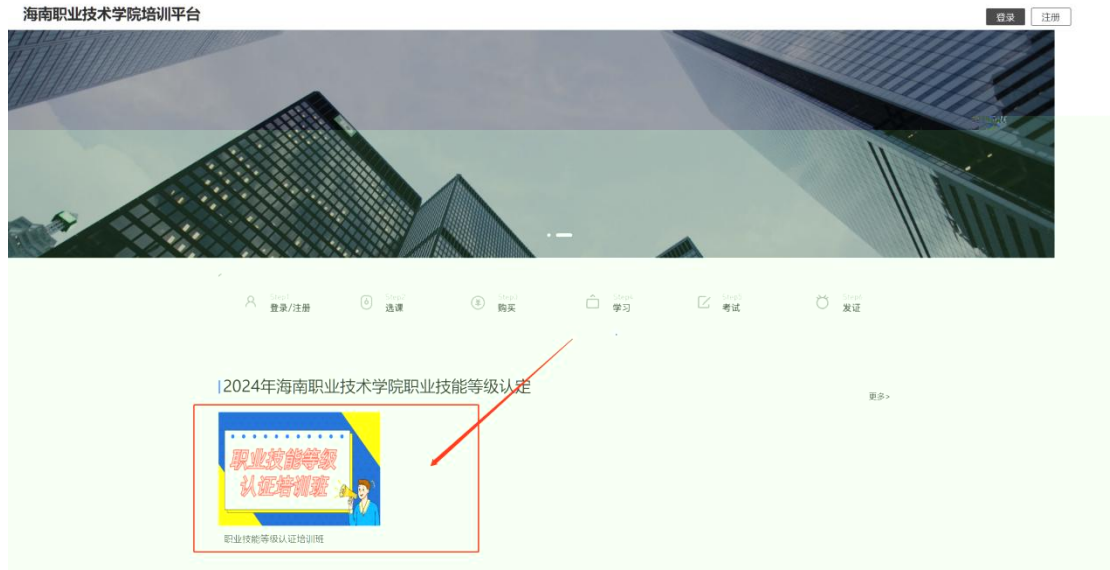 海南职业技术学院培训平台
登录 注册
登录/注册 选课 购买 学习 考试 发证
2024年海南职业技术学院职业技能等级认定
更多>
职业技能等级
认证培训班
职业技能等级认证培训班